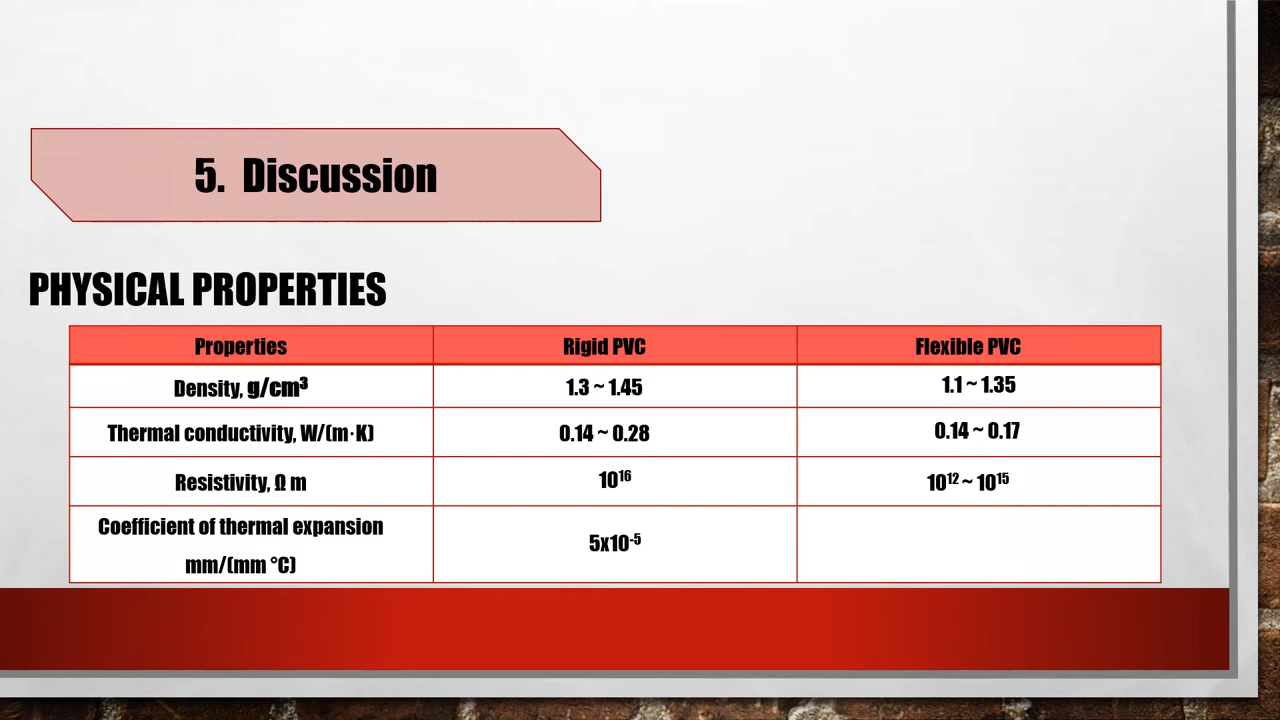 5. Discussion
PHYSICAL PROPERTIES
Properties Rigid PVC Flexible PVC
Density, g/cm³ 1.3 ~ 1.45 1.1 ~ 1.35
Thermal conductivity, W/(m·K) 0.14 ~ 0.28 0.14 ~ 0.17
Resistivity, Ω m 10¹⁶ 10¹² ~ 10¹⁵
Coefficient of thermal expansion
mm/(mm °C) 5x10⁻⁵